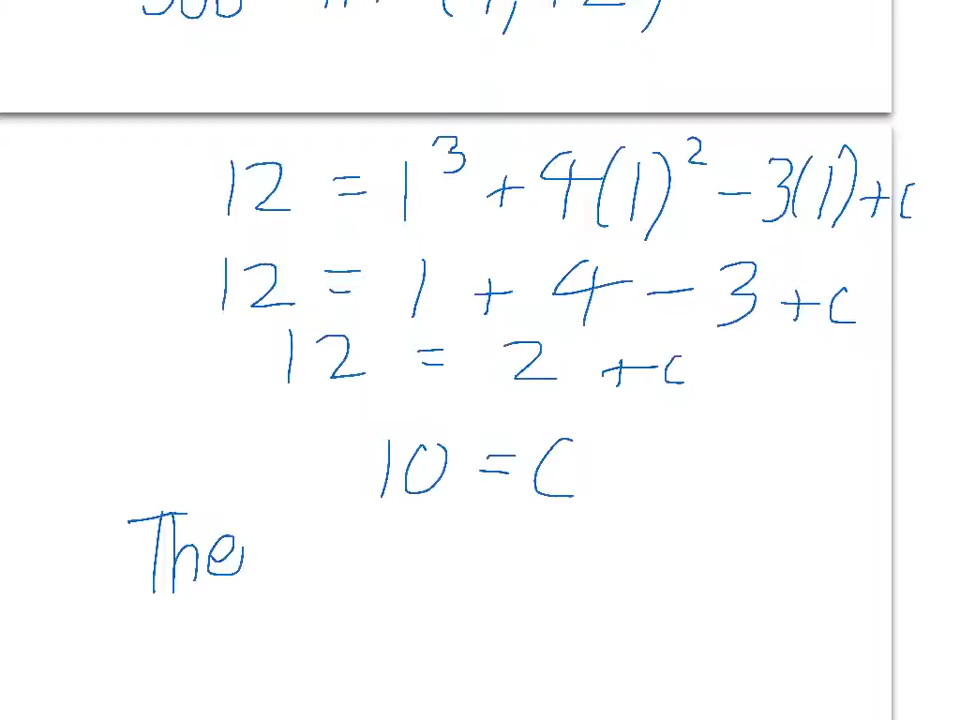 12 = 1³ + 4(1)² - 3(1) + c
12 = 1 + 4 - 3 + c
12 = 2 + c
10 = C
The